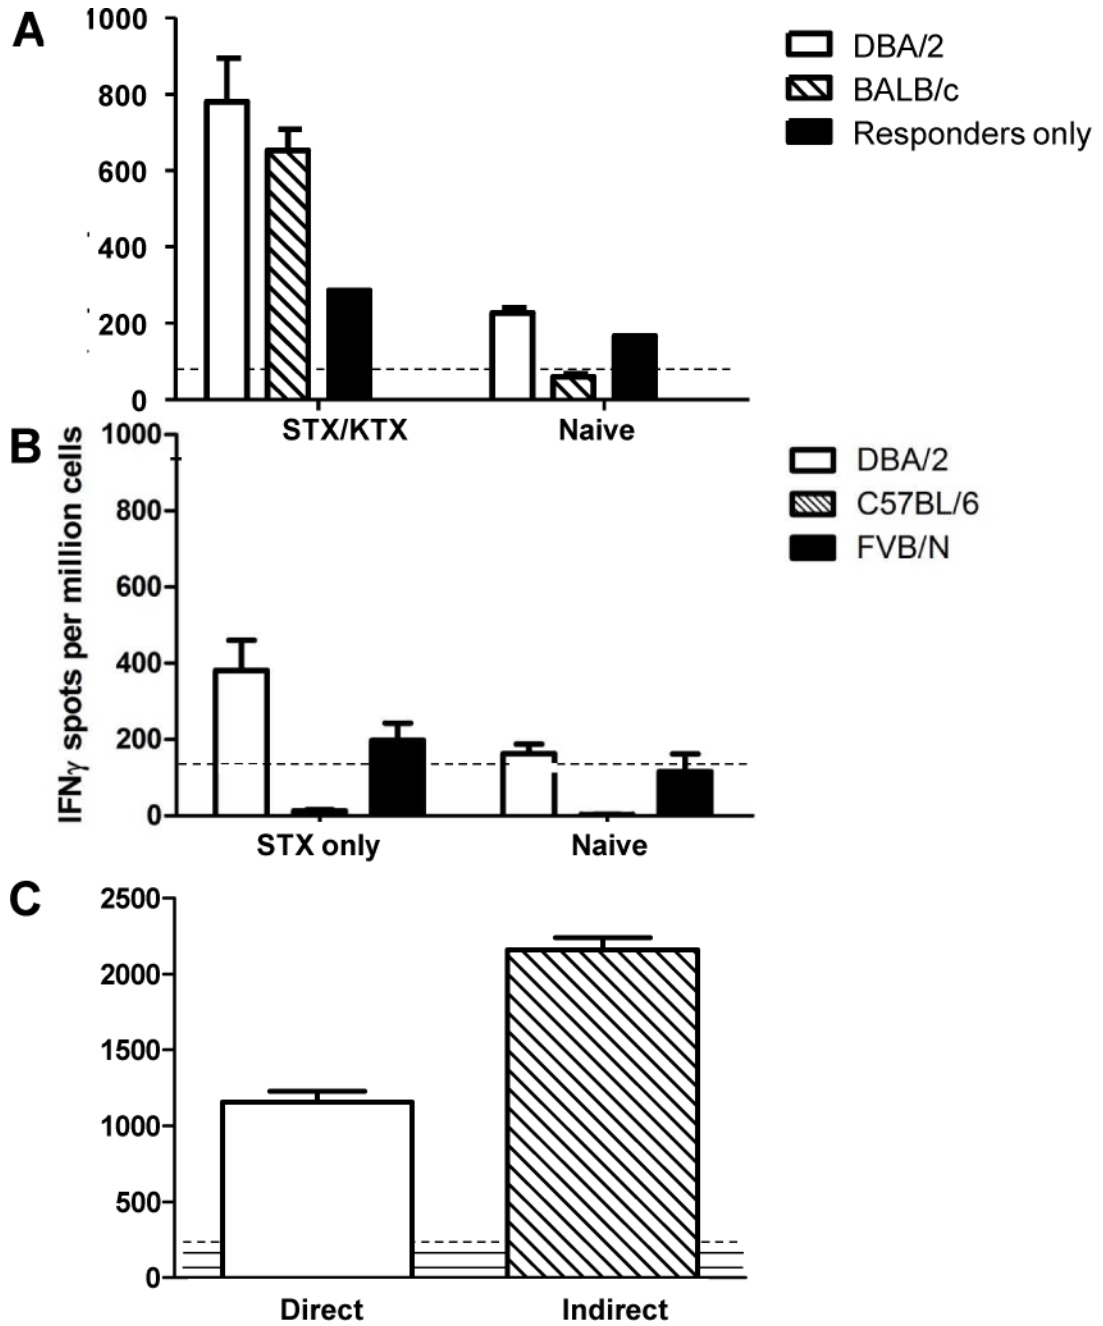 A
1000
800
600
400
200
0
STX/KTX
Naive
DBA/2
BALB/c
Responders only
B
IFNγ spots per million cells
1000
800
600
400
200
0
STX only
Naive
DBA/2
C57BL/6
FVB/N
C
2500
2000
1500
1000
500
0
Direct
Indirect